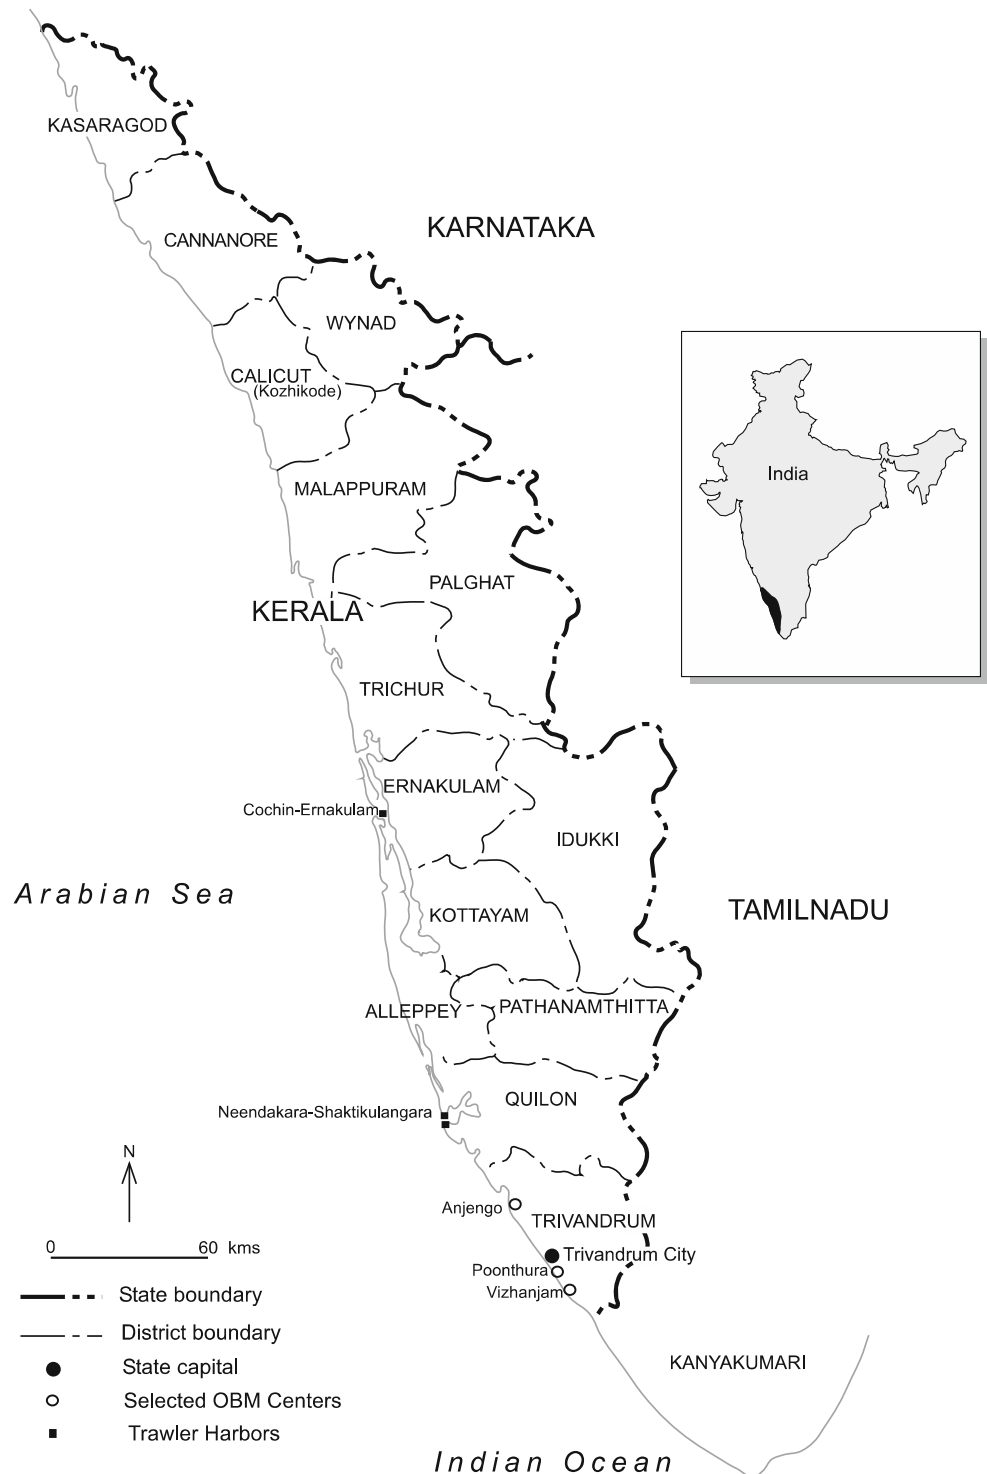 KASARAGOD
KARNATAKA
CANNANORE
WYNAD
CALICUT
(Kozhikode)
India
MALAPPURAM
PALGHAT
KERALA
TRICHUR
ERNAKULAM
Cochin-Ernakulam
IDUKKI
Arabian Sea
TAMILNADU
KOTTAYAM
PATHANAMTHITTA
ALLEPPEY
QUILON
Neendakara-Shaktikulangara
N
Anjengo
TRIVANDRUM
0 60 kms
Trivandrum City
Poonthura
Vizhanjam
State boundary
District boundary
State capital
KANYAKUMARI
Selected OBM Centers
Trawler Harbors
Indian Ocean